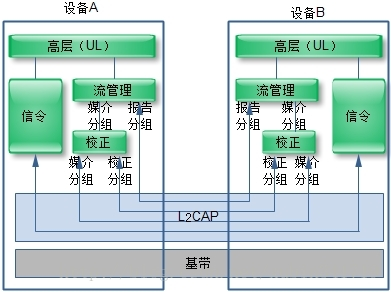 设备A
设备B
高层（UL）
高层（UL）
流管理
流管理
信令
媒介分组
报告分组
报告分组
媒介分组
信令
校正
校正
媒介分组
校正分组
校正分组
媒介分组
L2CAP
基带